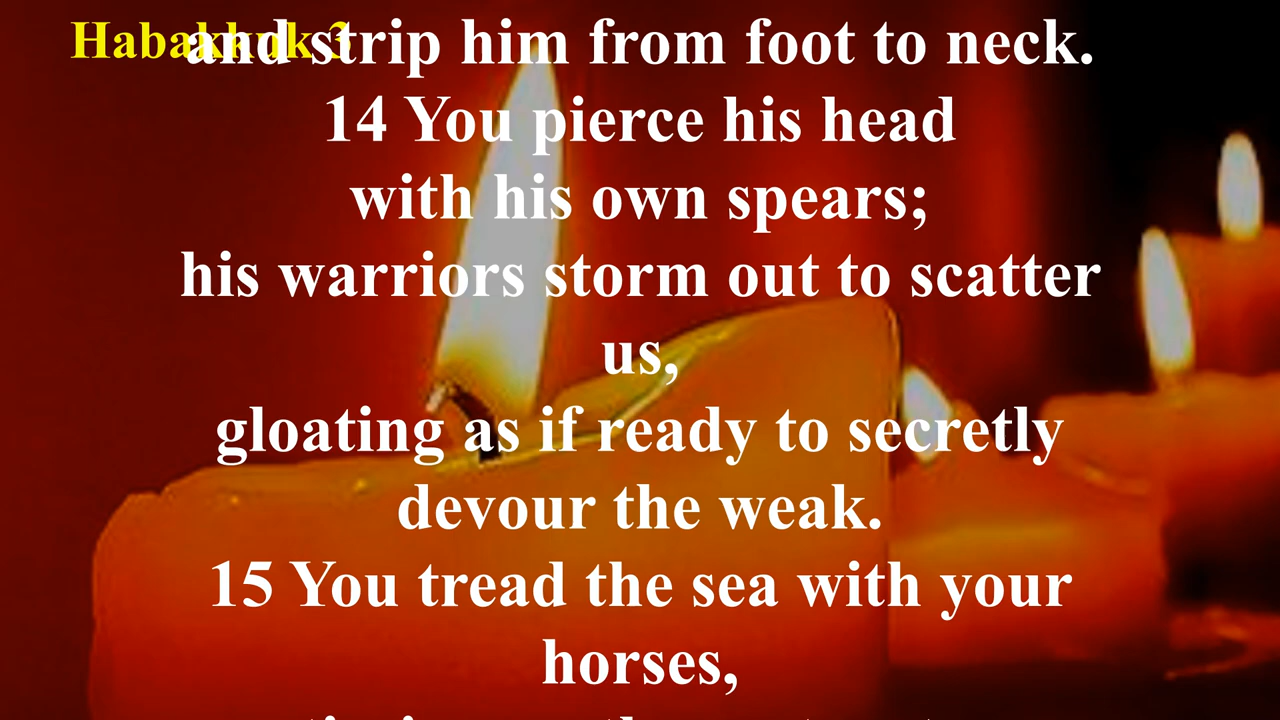 Habakkuk 3
and strip him from foot to neck.
14 You pierce his head
with his own spears;
his warriors storm out to scatter
us,
gloating as if ready to secretly
devour the weak.
15 You tread the sea with your
horses,